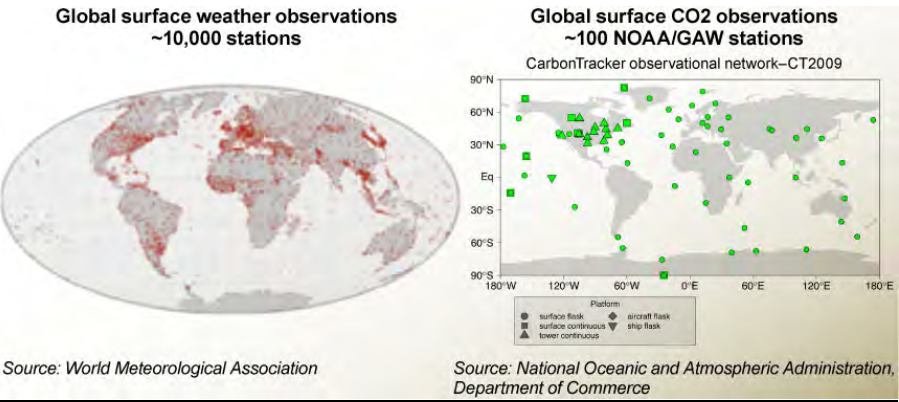 Global surface weather observations
~10,000 stations
Source: World Meteorological Association
Global surface CO2 observations
~100 NOAA/GAW stations
CarbonTracker observational network–CT2009
90°N
60°N
30°N
Eq
30°S
60°S
90°S
180°W
120°W
60°W
0°E
60°E
120°E
180°E
Platform
surface flask
aircraft flask
surface continuous
ship flask
tower continuous
Source: National Oceanic and Atmospheric Administration,
Department of Commerce